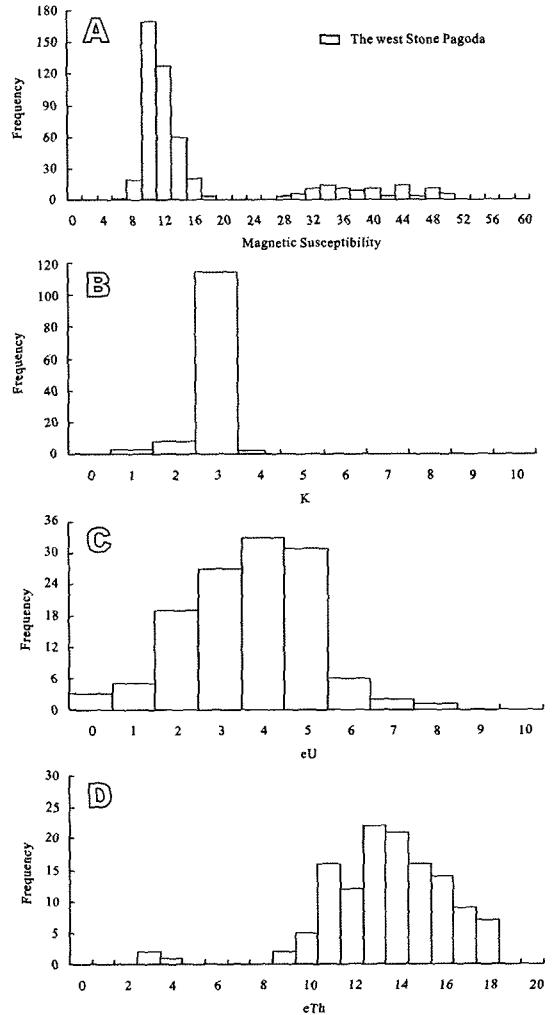 A
The west Stone Pagoda
Frequency
180
150
120
90
60
30
0
0 4 8 12 16 20 24 28 32 36 40 44 48 52 56 60
Magnetic Susceptibility
B
Frequency
120
100
80
60
40
20
0
0 1 2 3 4 5 6 7 8 9 10
K
C
Frequency
36
30
24
18
12
6
0
0 1 2 3 4 5 6 7 8 9 10
eU
D
Frequency
30
25
20
15
10
5
0
0 2 4 6 8 10 12 14 16 18 20
eTh